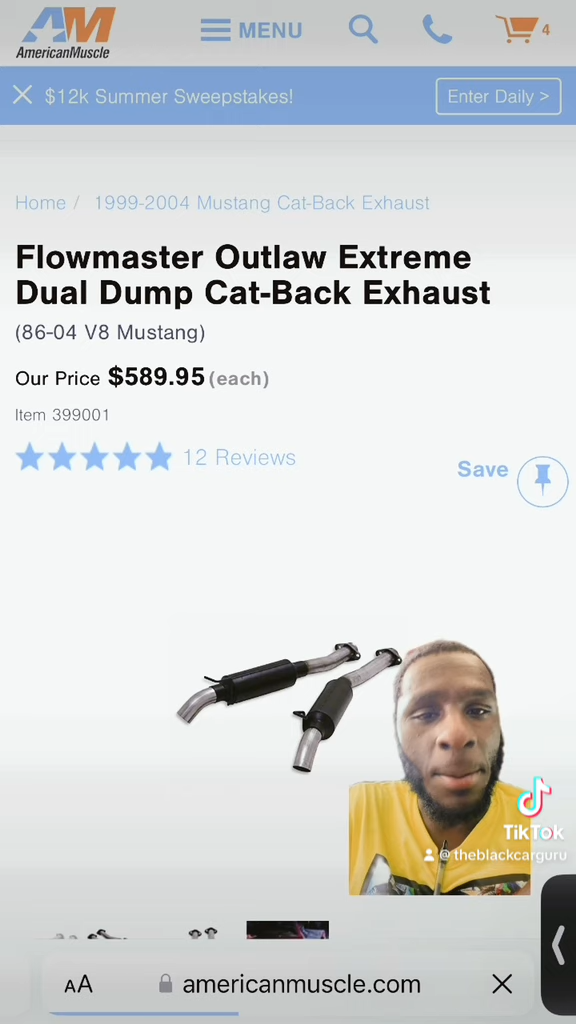 AM
AmericanMuscle
MENU
4
$12k Summer Sweepstakes!
Enter Daily >
Home / 1999-2004 Mustang Cat-Back Exhaust
Flowmaster Outlaw Extreme
Dual Dump Cat-Back Exhaust
(86-04 V8 Mustang)
Our Price $589.95 (each)
Item 399001
12 Reviews
Save
TikTok
@theblackcarguru
AA
americanmuscle.com